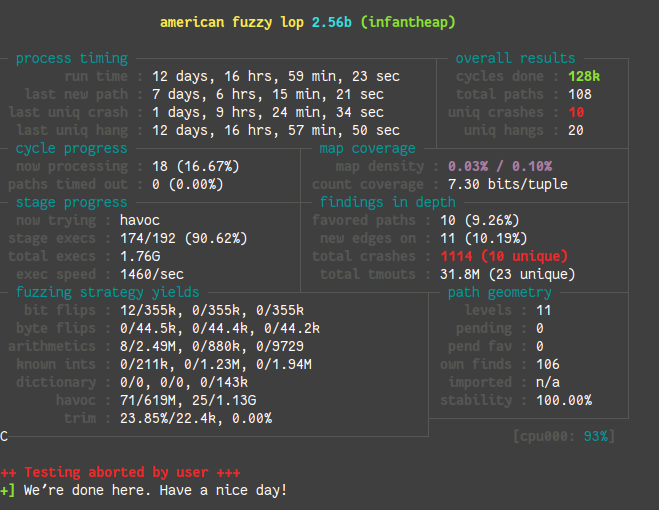 american fuzzy lop 2.56b (infantheap)
process timing overall results
run time : 12 days, 16 hrs, 59 min, 23 sec cycles done : 128k
last new path : 7 days, 6 hrs, 15 min, 21 sec total paths : 108
last uniq crash : 1 days, 9 hrs, 24 min, 34 sec uniq crashes : 10
last uniq hang : 12 days, 16 hrs, 57 min, 50 sec uniq hangs : 20
cycle progress map coverage
now processing : 18 (16.67%) map density : 0.03% / 0.10%
paths timed out : 0 (0.00%) count coverage : 7.30 bits/tuple
stage progress findings in depth
now trying : havoc favored paths : 10 (9.26%)
stage execs : 174/192 (90.62%) new edges on : 11 (10.19%)
total execs : 1.76G total crashes : 1114 (10 unique)
exec speed : 1460/sec total tmouts : 31.8M (23 unique)
fuzzing strategy yields path geometry
bit flips : 12/355k, 0/355k, 0/355k levels : 11
byte flips : 0/44.5k, 0/44.4k, 0/44.2k pending : 0
arithmetics : 8/2.49M, 0/880k, 0/9729 pend fav : 0
known ints : 0/211k, 0/1.23M, 0/1.94M own finds : 106
dictionary : 0/0, 0/0, 0/143k imported : n/a
havoc : 71/619M, 25/1.13G stability : 100.00%
trim : 23.85%/22.4k, 0.00%
C [cpu000: 93%]
++ Testing aborted by user +++
+] We're done here. Have a nice day!